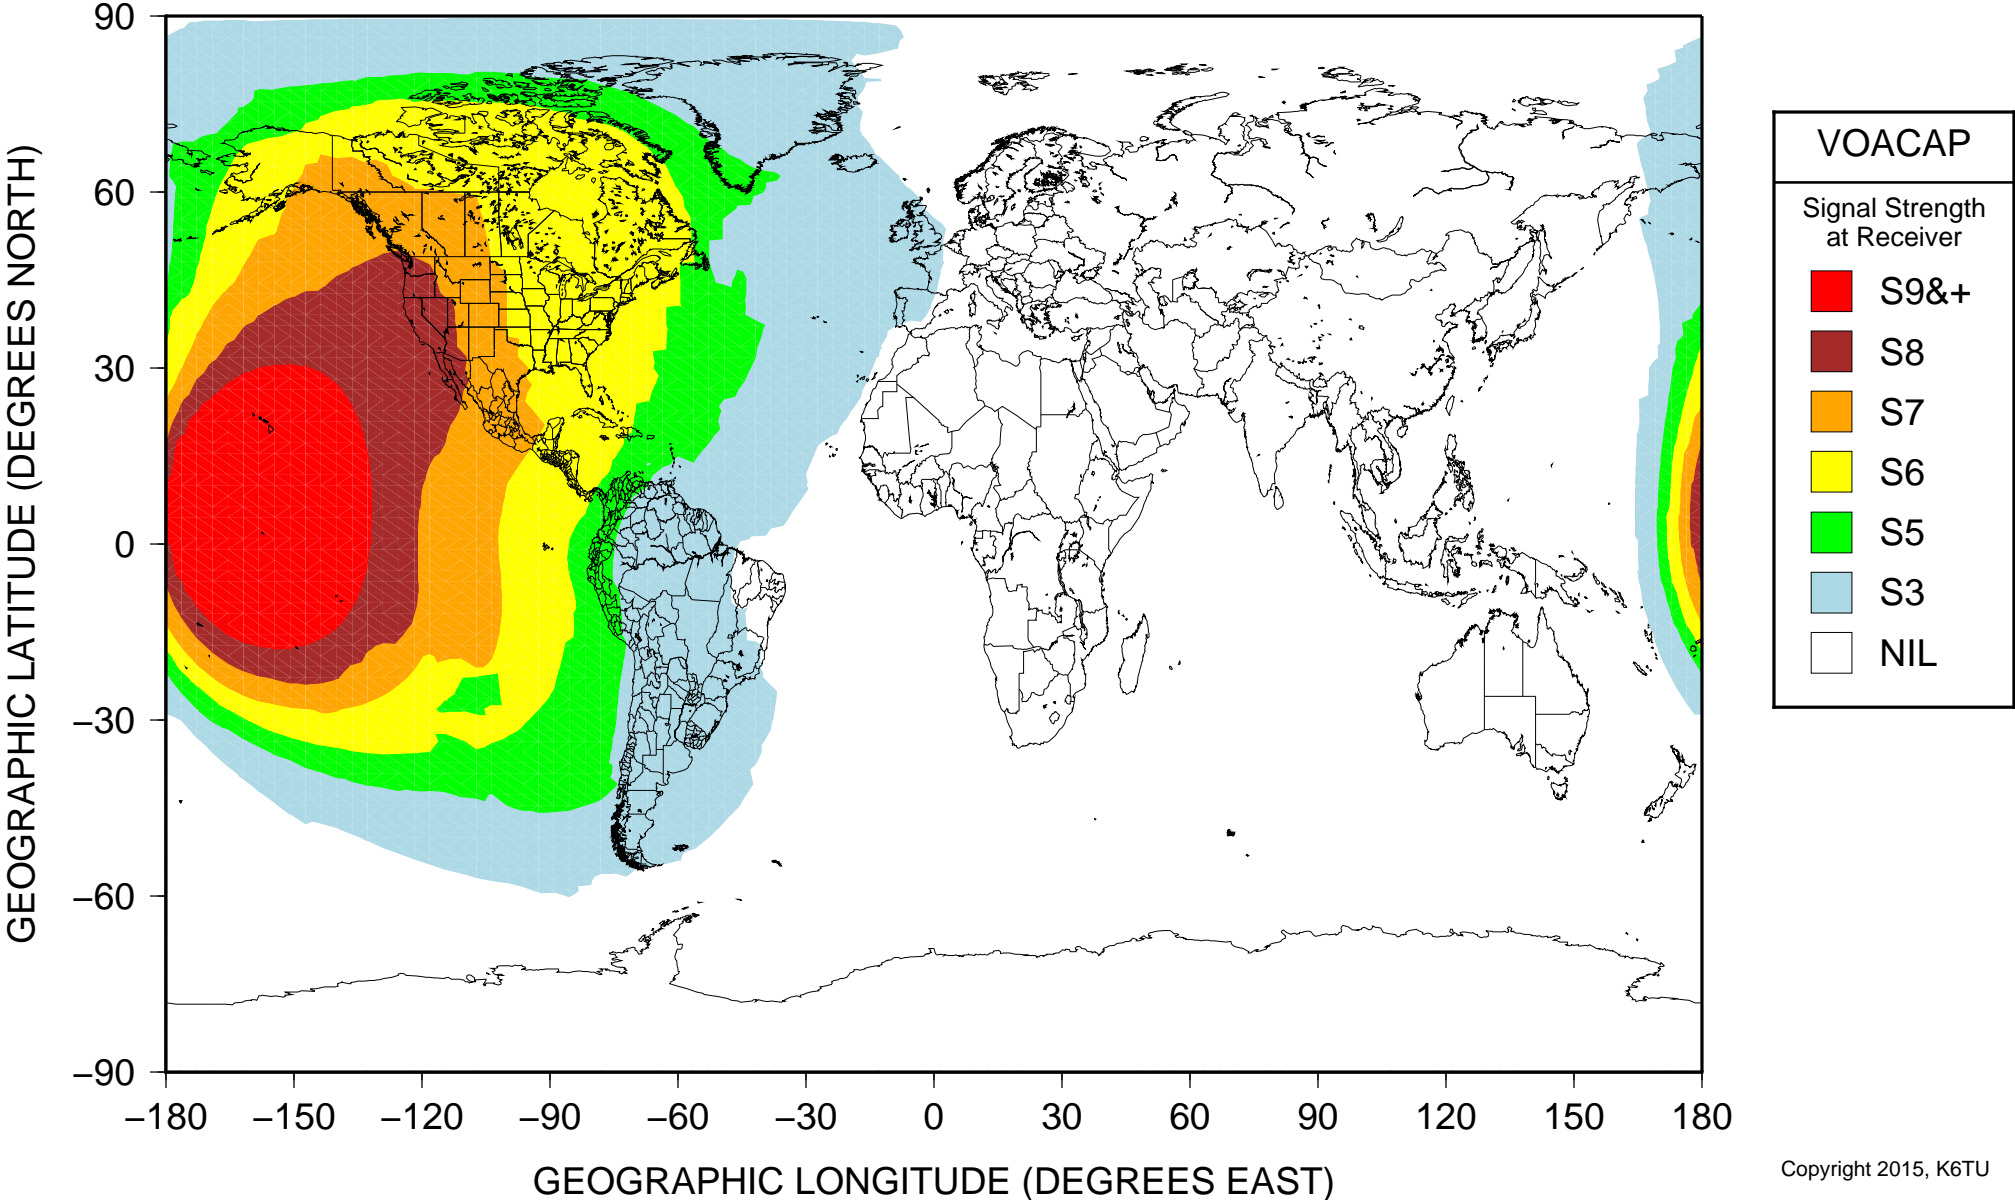 GEOGRAPHIC LATITUDE (DEGREES NORTH)
90
60
30
0
−30
−60
−90
−180 −150 −120 −90 −60 −30 0 30 60 90 120 150 180
GEOGRAPHIC LONGITUDE (DEGREES EAST)
VOACAP
Signal Strength
at Receiver
S9&+
S8
S7
S6
S5
S3
NIL
Copyright 2015, K6TU